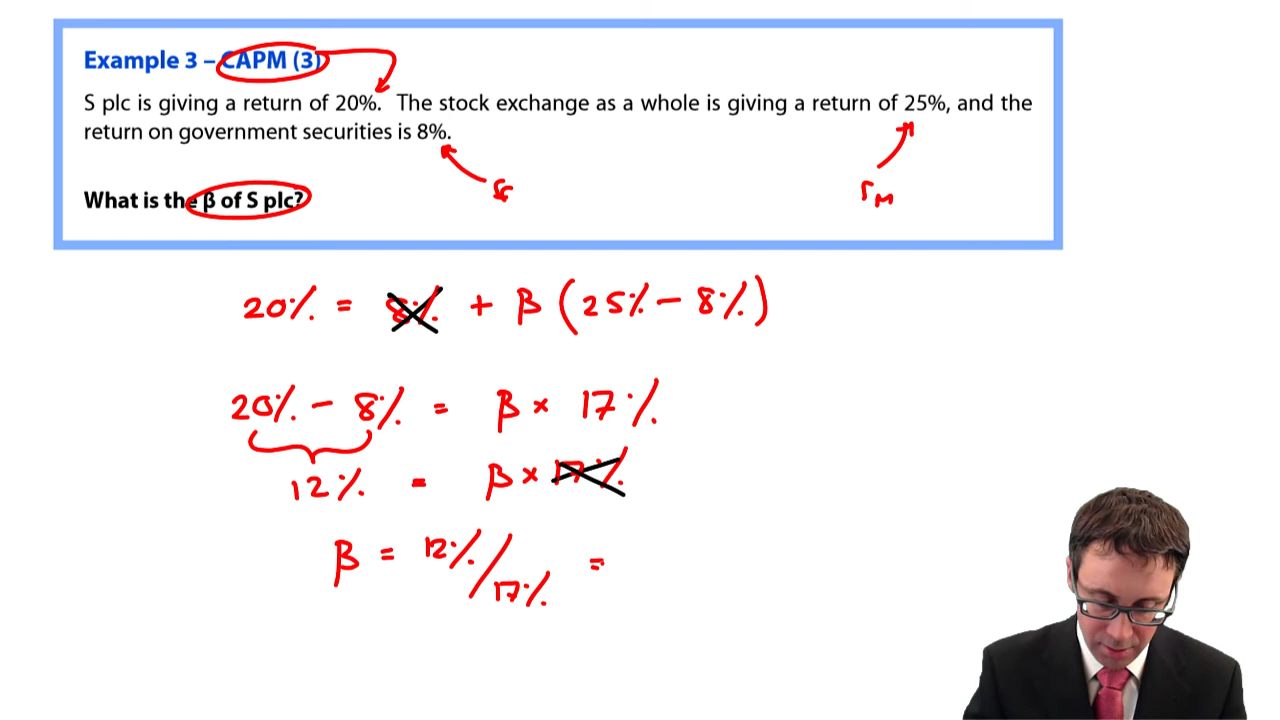 Example 3 – CAPM (3)
S plc is giving a return of 20%. The stock exchange as a whole is giving a return of 25%, and the
return on government securities is 8%.
rf
rM
What is the β of S plc?
20% = 8% + β (25% - 8%)
20% - 8% = β × 17%
12% = β × 17%
β = 12%/17% =